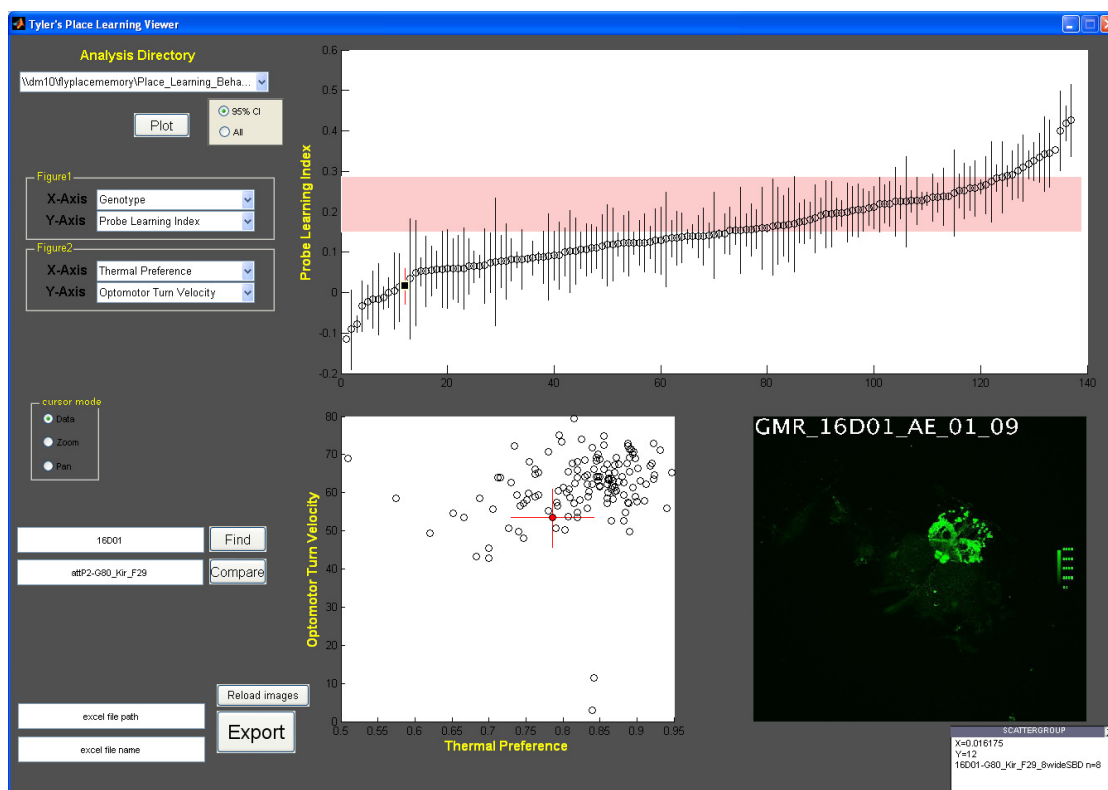 Tyler's Place Learning Viewer
Analysis Directory
\\dm10\flyplacememory\Place_Learning_Beha...
Plot
95% CI
All
Figure1
X-Axis Genotype
Y-Axis Probe Learning Index
Figure2
X-Axis Thermal Preference
Y-Axis Optomotor Turn Velocity
cursor mode
Data
Zoom
Pan
16D01 Find
attP2-G80_Kir_F29 Compare
Reload images
excel file path
excel file name
Export
Probe Learning Index
0.6
0.5
0.4
0.3
0.2
0.1
0
-0.1
-0.2
0 20 40 60 80 100 120 140
Optomotor Turn Velocity
80
70
60
50
40
30
20
10
0
0.5 0.55 0.6 0.65 0.7 0.75 0.8 0.85 0.9 0.95
Thermal Preference
GMR_16D01_AE_01_09
SCATTERGROUP
X=0.016175
Y=12
16D01-G80_Kir_F29_8wideSBD n=8